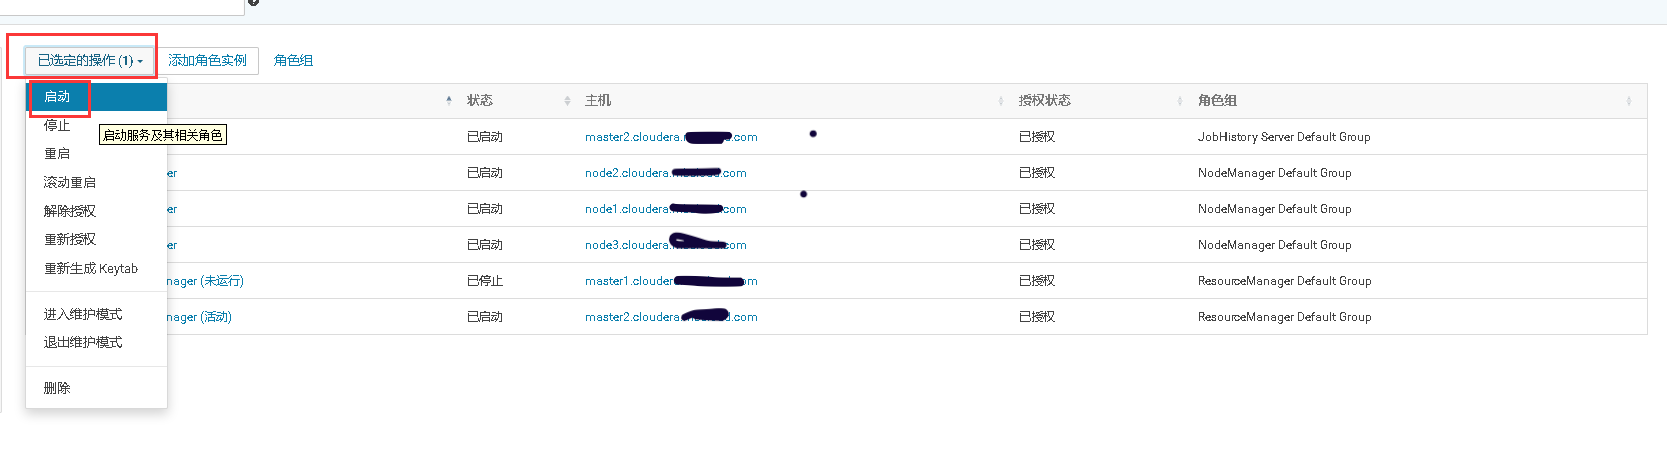 已选定的操作 (1) 添加角色实例 角色组
启动 状态 主机 授权状态 角色组
停止
启动服务及其相关角色
已启动 master2.cloudera. .com 已授权 JobHistory Server Default Group
重启
er 已启动 node2.cloudera. .com 已授权 NodeManager Default Group
滚动重启
解除授权
er 已启动 node1.cloudera. .com 已授权 NodeManager Default Group
重新授权
er 已启动 node3.cloudera. .com 已授权 NodeManager Default Group
重新生成 Keytab
nager (未运行) 已停止 master1.cloudera. .com 已授权 ResourceManager Default Group
进入维护模式
nager (活动) 已启动 master2.cloudera. .com 已授权 ResourceManager Default Group
退出维护模式
删除